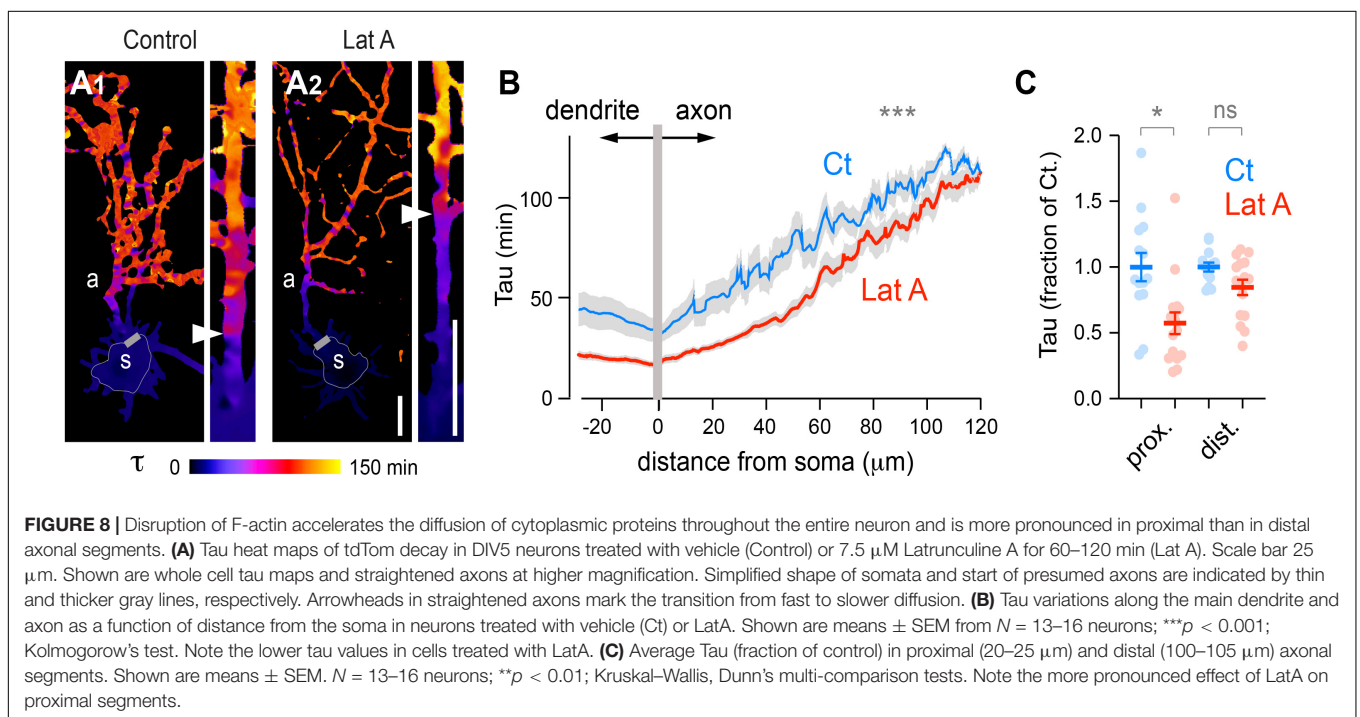 Control Lat A
A1 A2 B C
dendrite axon *** * ns
Ct Ct
Lat A Lat A
a a
s s
Tau (min)
100
50
0
-20 0 20 40 60 80 100 120
distance from soma (μm)
Tau (fraction of Ct.)
2.0
1.5
1.0
0.5
0.0
prox. dist.
τ 0 150 min
FIGURE 8 | Disruption of F-actin accelerates the diffusion of cytoplasmic proteins throughout the entire neuron and is more pronounced in proximal than in distal
axonal segments. (A) Tau heat maps of tdTom decay in DIV5 neurons treated with vehicle (Control) or 7.5 μM Latrunculine A for 60–120 min (Lat A). Scale bar 25
μm. Shown are whole cell tau maps and straightened axons at higher magnification. Simplified shape of somata and start of presumed axons are indicated by thin
and thicker gray lines, respectively. Arrowheads in straightened axons mark the transition from fast to slower diffusion. (B) Tau variations along the main dendrite and
axon as a function of distance from the soma in neurons treated with vehicle (Ct) or LatA. Shown are means ± SEM from N = 13–16 neurons; ***p < 0.001;
Kolmogorow's test. Note the lower tau values in cells treated with LatA. (C) Average Tau (fraction of control) in proximal (20–25 μm) and distal (100–105 μm) axonal
segments. Shown are means ± SEM. N = 13–16 neurons; **p < 0.01; Kruskal–Wallis, Dunn's multi-comparison tests. Note the more pronounced effect of LatA on
proximal segments.